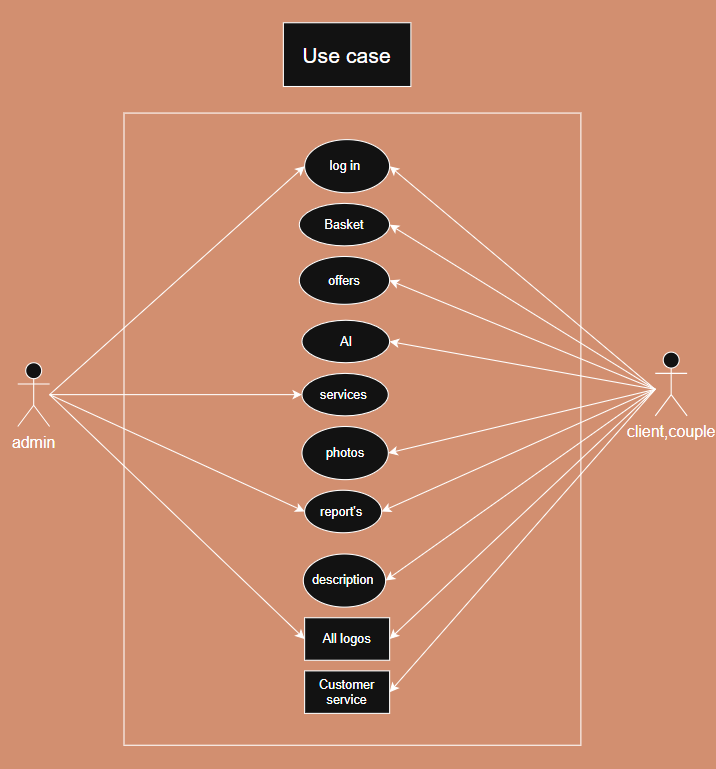 Use case
log in
Basket
offers
AI
services
photos
report's
description
All logos
Customer
service
admin
client,couple